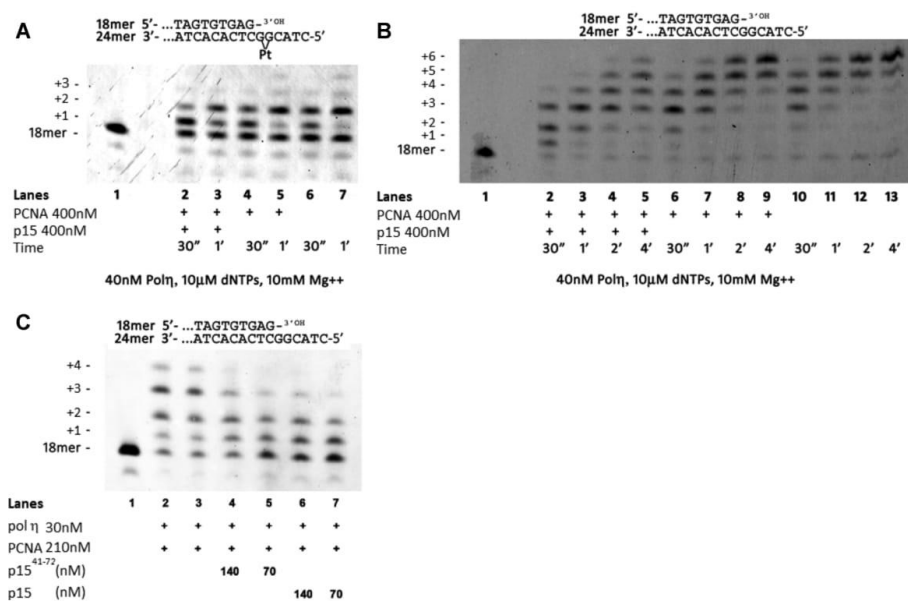 A
18mer 5'- ...TAGTGTGAG-3'OH
24mer 3'- ...ATCACACTCGGCATC-5'
Pt
+3 -
+2 -
+1 -
18mer -
Lanes 1 2 3 4 5 6 7
PCNA 400nM + + + +
p15 400nM + +
Time 30" 1' 30" 1' 30" 1'
40nM Polη, 10μM dNTPs, 10mM Mg++
B
18mer 5'- ...TAGTGTGAG-3'OH
24mer 3'- ...ATCACACTCGGCATC-5'
+6 -
+5 -
+4 -
+3 -
+2 -
+1 -
18mer -
Lanes 1 2 3 4 5 6 7 8 9 10 11 12 13
PCNA 400nM + + + + + + + +
p15 400nM + + + +
Time 30" 1' 2' 4' 30" 1' 2' 4' 30" 1' 2' 4'
40nM Polη, 10μM dNTPs, 10mM Mg++
C
18mer 5'- ...TAGTGTGAG-3'OH
24mer 3'- ...ATCACACTCGGCATC-5'
+4 -
+3 -
+2 -
+1 -
18mer -
Lanes 1 2 3 4 5 6 7
pol η 30nM + + + + + +
PCNA 210nM + + + + + +
p15 41-72 (nM) 140 70
p15 (nM) 140 70